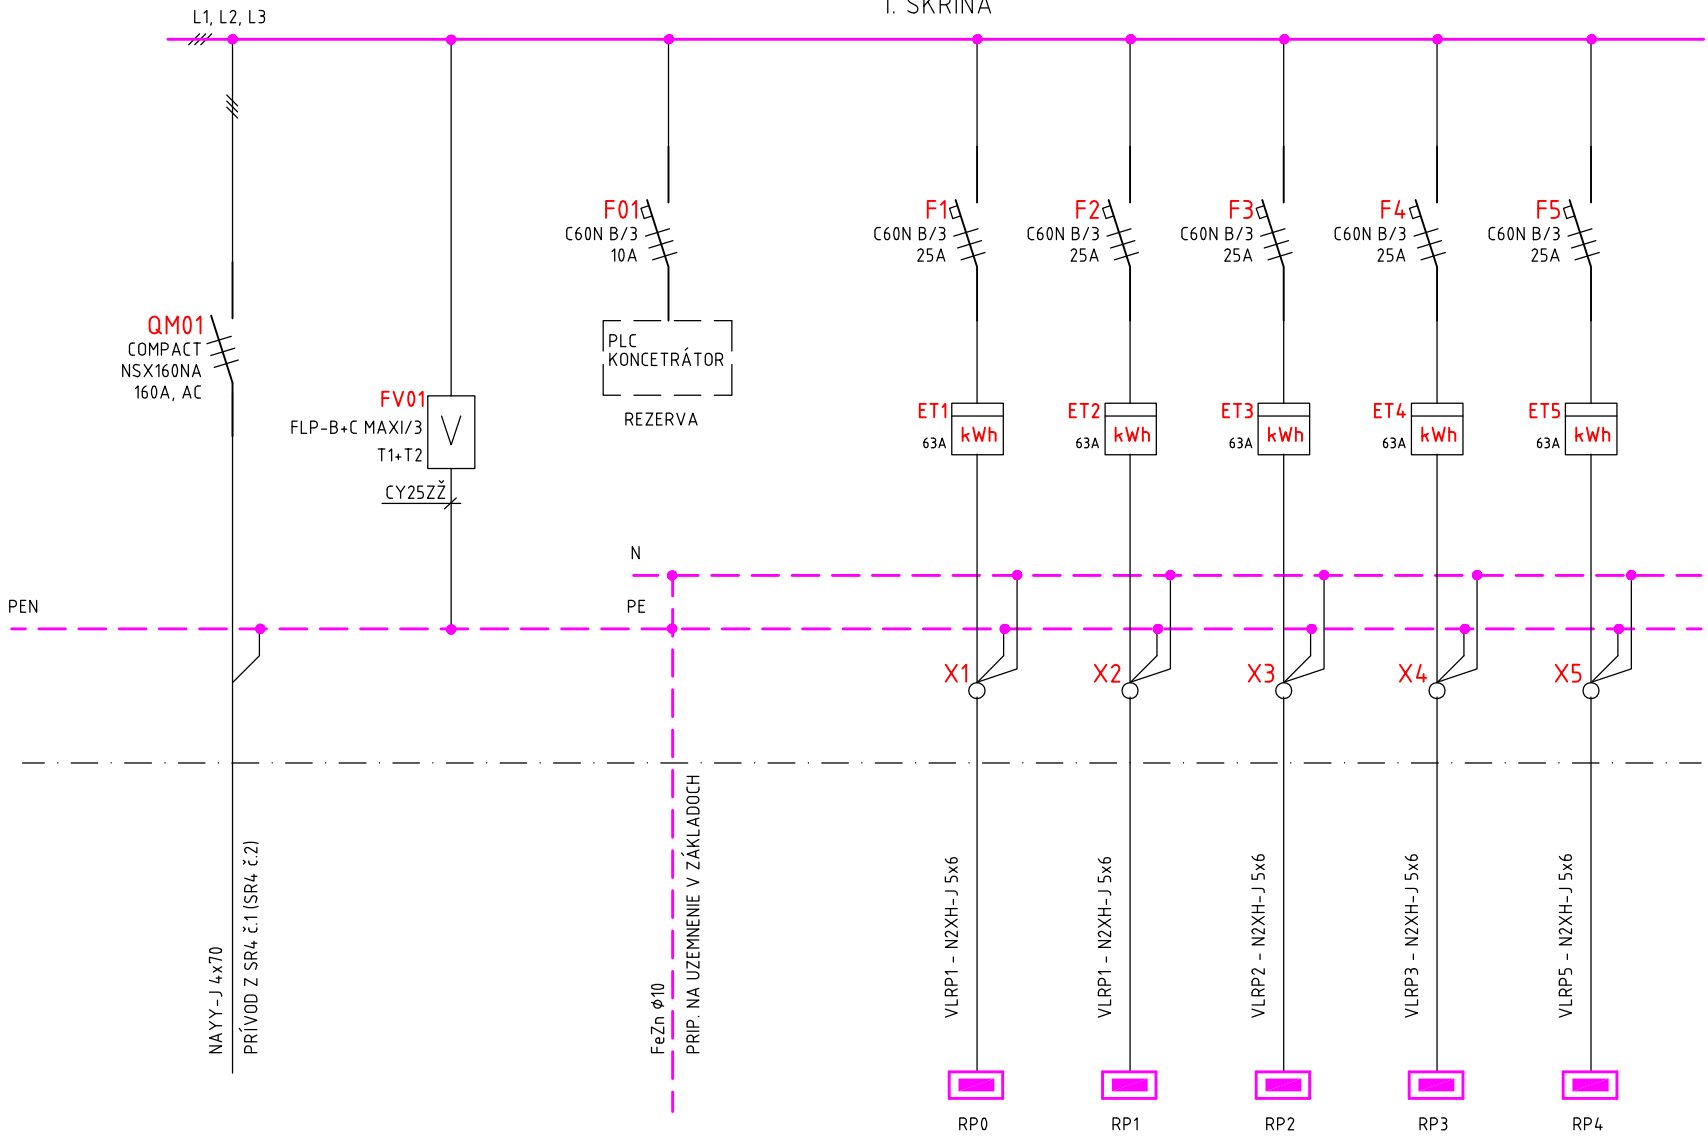 1. SKRIŇA
L1, L2, L3
F01
C60N B/3
10A
F1
C60N B/3
25A
F2
C60N B/3
25A
F3
C60N B/3
25A
F4
C60N B/3
25A
F5
C60N B/3
25A
QM01
COMPACT
NSX160NA
160A, AC
PLC
KONCETRÁTOR
REZERVA
FV01
FLP-B+C MAXI/3
T1+T2
CY25ZŽ
ET1
63A
kWh
ET2
63A
kWh
ET3
63A
kWh
ET4
63A
kWh
ET5
63A
kWh
N
PEN
PE
X1
X2
X3
X4
X5
NAYY-J 4x70
PRÍVOD Z SR4 č.1 (SR4 č.2)
FeZn ø10
PRIP. NA UZEMNENIE V ZÁKLADOCH
VLRP1 - N2XH-J 5x6
VLRP1 - N2XH-J 5x6
VLRP2 - N2XH-J 5x6
VLRP3 - N2XH-J 5x6
VLRP5 - N2XH-J 5x6
RP0
RP1
RP2
RP3
RP4